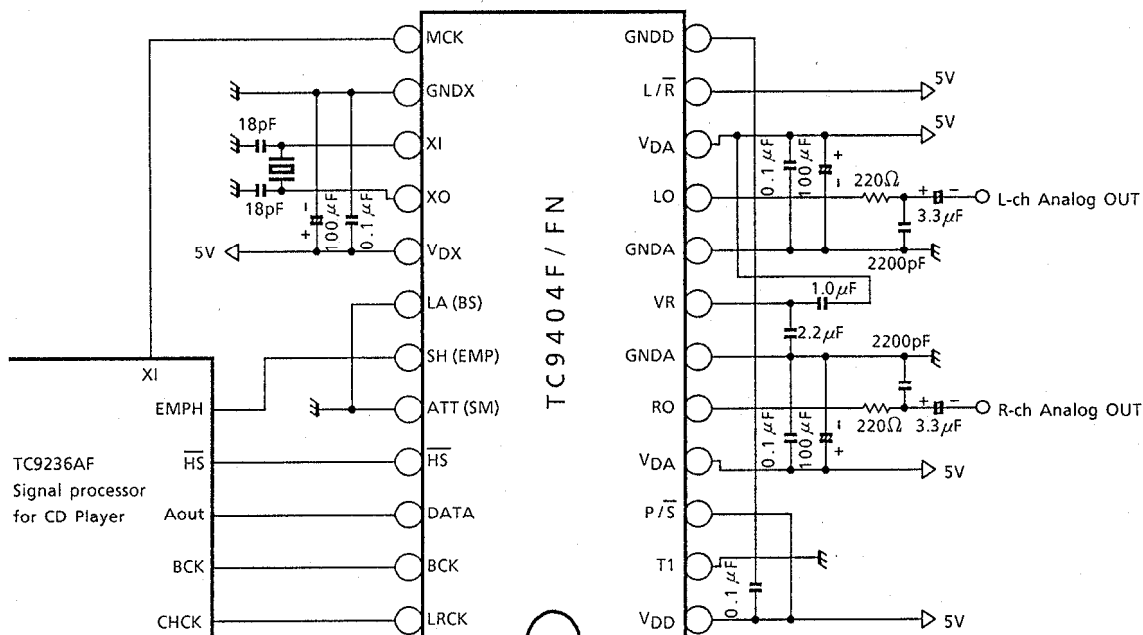 MCK
GNDX
18pF
XI
XO
18pF
-
+
100μF
0.1μF
5V
VDX
LA (BS)
SH (EMP)
ATT (SM)
H̅S̅
DATA
BCK
LRCK
XI
EMPH
H̅S̅
Aout
BCK
CHCK
TC9236AF
Signal processor
for CD Player
TC9404F/FN
GNDD
L/R̅
5V
VDA
5V
0.1μF
100μF
+
-
LO
220Ω
+ -
3.3μF
L-ch Analog OUT
GNDA
2200pF
1.0μF
VR
2.2μF
GNDA
2200pF
RO
220Ω
+ -
3.3μF
R-ch Analog OUT
0.1μF
100μF
-
+
VDA
5V
P/S̅
T1
0.1μF
VDD
5V